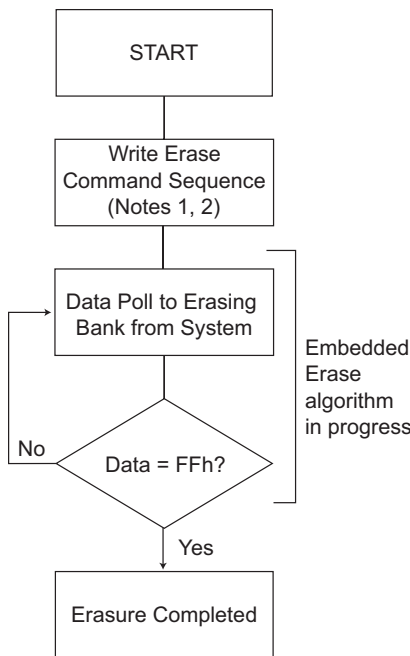 START
Write Erase
Command Sequence
(Notes 1, 2)
Data Poll to Erasing
Bank from System
Embedded
Erase
algorithm
in progress
No
Data = FFh?
Yes
Erasure Completed